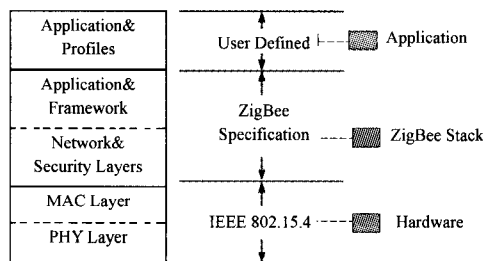 Application&
Profiles
User Defined
Application
Application&
Framework
ZigBee
Specification
ZigBee Stack
Network&
Security Layers
MAC Layer
IEEE 802.15.4
Hardware
PHY Layer